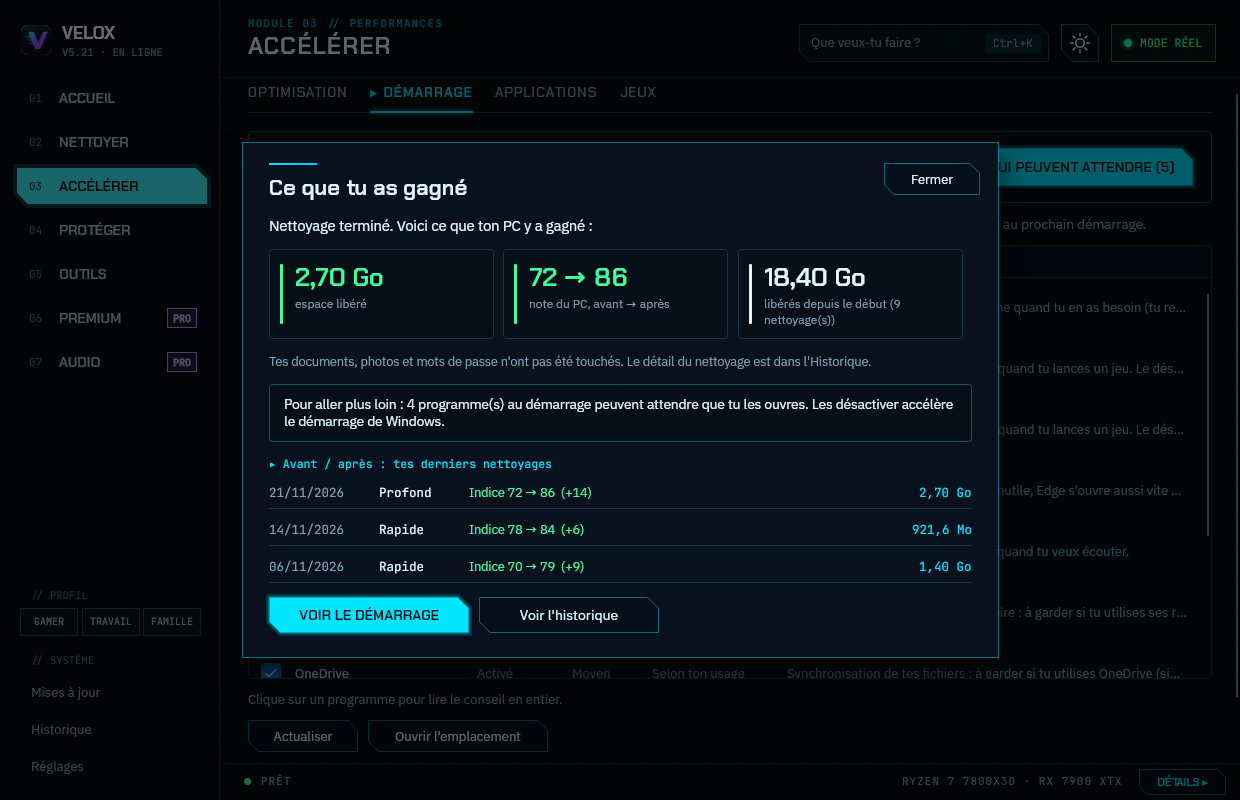 VELOX
V5.21 · EN LIGNE
01 ACCUEIL
02 NETTOYER
03 ACCÉLÉRER
04 PROTÉGER
05 OUTILS
06 PREMIUM PRO
07 AUDIO PRO
// PROFIL
GAMER TRAVAIL FAMILLE
// SYSTÈME
Mises à jour
Historique
Réglages
MODULE 03 // PERFORMANCES
ACCÉLÉRER
Que veux-tu faire ? Ctrl+K
MODE RÉEL
OPTIMISATION ▸ DÉMARRAGE APPLICATIONS JEUX
UI PEUVENT ATTENDRE (5)
au prochain démarrage.
Ce que tu as gagné
Fermer
Nettoyage terminé. Voici ce que ton PC y a gagné :
2,70 Go
espace libéré
72 → 86
note du PC, avant → après
18,40 Go
libérés depuis le début (9
nettoyage(s))
Tes documents, photos et mots de passe n'ont pas été touchés. Le détail du nettoyage est dans l'Historique.
Pour aller plus loin : 4 programme(s) au démarrage peuvent attendre que tu les ouvres. Les désactiver accélère
le démarrage de Windows.
▸ Avant / après : tes derniers nettoyages
21/11/2026 Profond Indice 72 → 86 (+14) 2,70 Go
14/11/2026 Rapide Indice 78 → 84 (+6) 921,6 Mo
06/11/2026 Rapide Indice 70 → 79 (+9) 1,40 Go
VOIR LE DÉMARRAGE
Voir l'historique
quand tu en as besoin (tu re...
quand tu lances un jeu. Le dés...
quand tu lances un jeu. Le dés...
inutile, Edge s'ouvre aussi vite ...
quand tu veux écouter.
: à garder si tu utilises ses r...
OneDrive Activé Moyen Selon ton usage Synchronisation de tes fichiers : à garder si tu utilises OneDrive (si...
Clique sur un programme pour lire le conseil en entier.
Actualiser
Ouvrir l'emplacement
PRÊT
RYZEN 7 7800X3D · RX 7900 XTX
DÉTAILS ▸